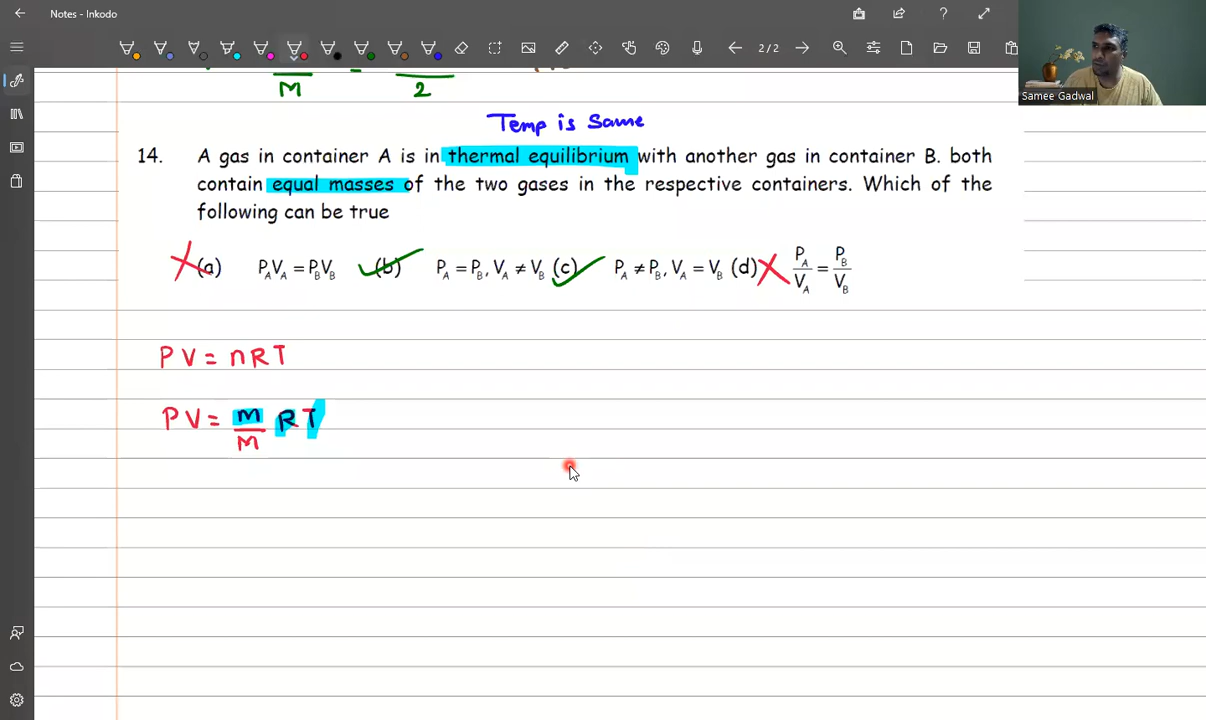 Notes - Inkodo
2/2
Samee Gadwal
M 2
Temp is Same
14. A gas in container A is in thermal equilibrium with another gas in container B. both
contain equal masses of the two gases in the respective containers. Which of the
following can be true
(a) PAVA = PBVB (b) PA = PB, VA ≠ VB (c) PA ≠ PB, VA = VB (d) PA/VA = PB/VB
PV = nRT
PV = m/M RT